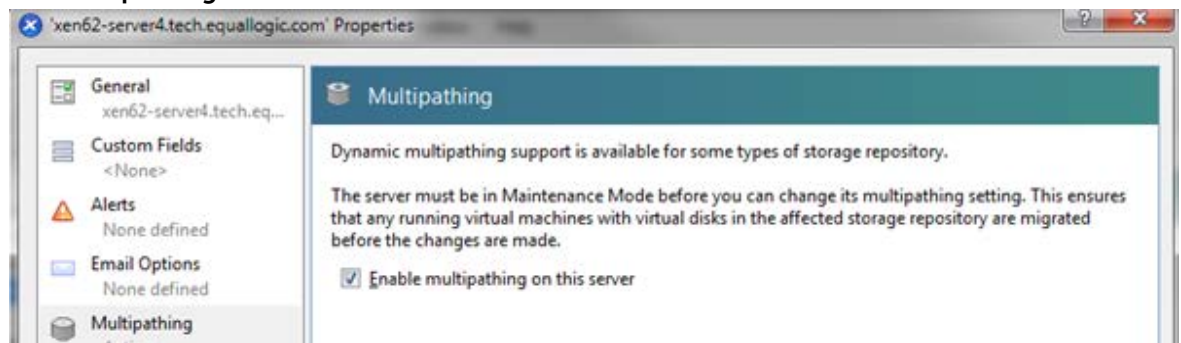 'xen62-server4.tech.equallogic.com' Properties
General
xen62-server4.tech.eq...
Custom Fields
<None>
Alerts
None defined
Email Options
None defined
Multipathing
Multipathing
Dynamic multipathing support is available for some types of storage repository.
The server must be in Maintenance Mode before you can change its multipathing setting. This ensures
that any running virtual machines with virtual disks in the affected storage repository are migrated
before the changes are made.
Enable multipathing on this server